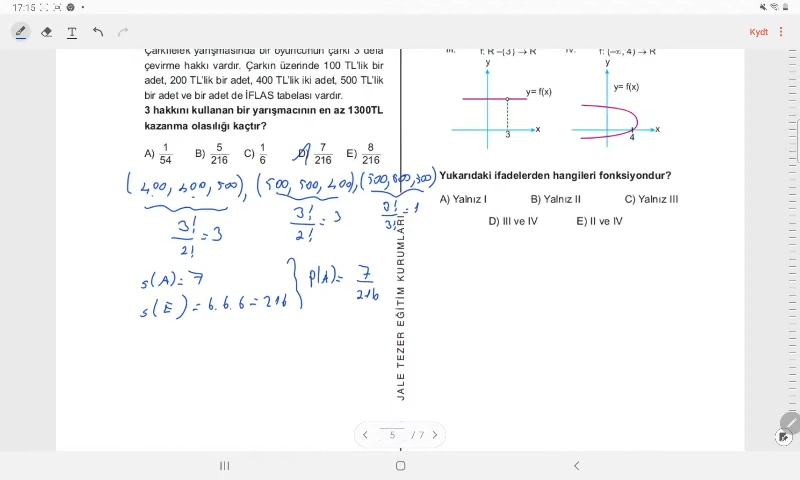 17:15
Kydt
Çarkıfelek yarışmasında bir oyuncunun çarkı 3 defa
çevirme hakkı vardır. Çarkın üzerinde 100 TL'lik bir
adet, 200 TL'lik bir adet, 400 TL'lik iki adet, 500 TL'lik
bir adet ve bir adet de İFLAS tabelası vardır.
3 hakkını kullanan bir yarışmacının en az 1300TL
kazanma olasılığı kaçtır?
A) 1/54 B) 5/216 C) 1/6 D) 7/216 E) 8/216
(400, 400, 500), (500, 500, 400), (500, 500, 500)
3!/2! = 3 3!/2! = 3 3!/3! = 1
s(A) = 7
s(E) = 6.6.6 = 216
P(A) = 7/216
JALE TEZER EĞİTİM KURUMLARI
III. f: R –{3} → R IV. f: (–∞, 4) → R
y y
y= f(x) y= f(x)
x x
3 4
Yukarıdaki ifadelerden hangileri fonksiyondur?
A) Yalnız I B) Yalnız II C) Yalnız III
D) III ve IV E) II ve IV
5 / 7